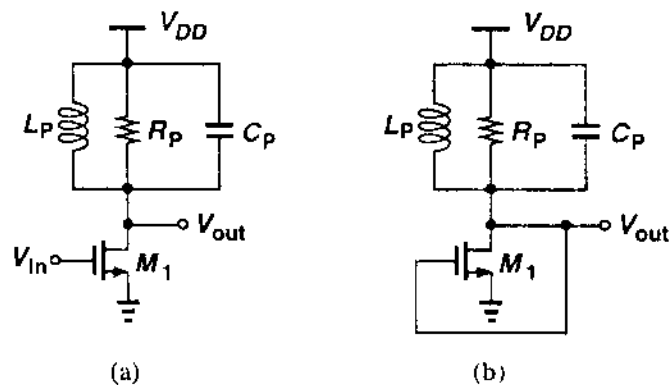 V_DD
L_P
R_P
C_P
V_out
V_in
M_1
(a)
V_DD
L_P
R_P
C_P
V_out
M_1
(b)